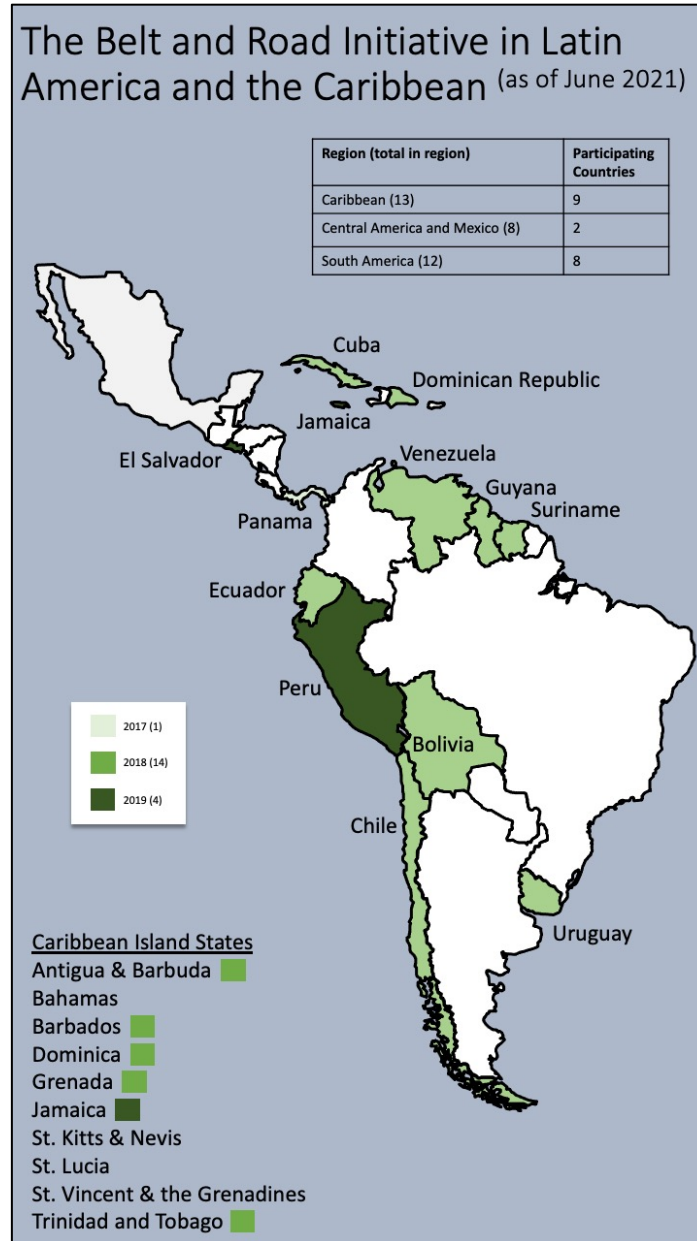 The Belt and Road Initiative in Latin
America and the Caribbean (as of June 2021)
Region (total in region) Participating
Countries
Caribbean (13) 9
Central America and Mexico (8) 2
South America (12) 8
Cuba
Dominican Republic
Jamaica
El Salvador
Venezuela
Guyana
Suriname
Panama
Ecuador
Peru
2017 (1)
2018 (14)
2019 (4)
Bolivia
Chile
Uruguay
Caribbean Island States
Antigua & Barbuda
Bahamas
Barbados
Dominica
Grenada
Jamaica
St. Kitts & Nevis
St. Lucia
St. Vincent & the Grenadines
Trinidad and Tobago